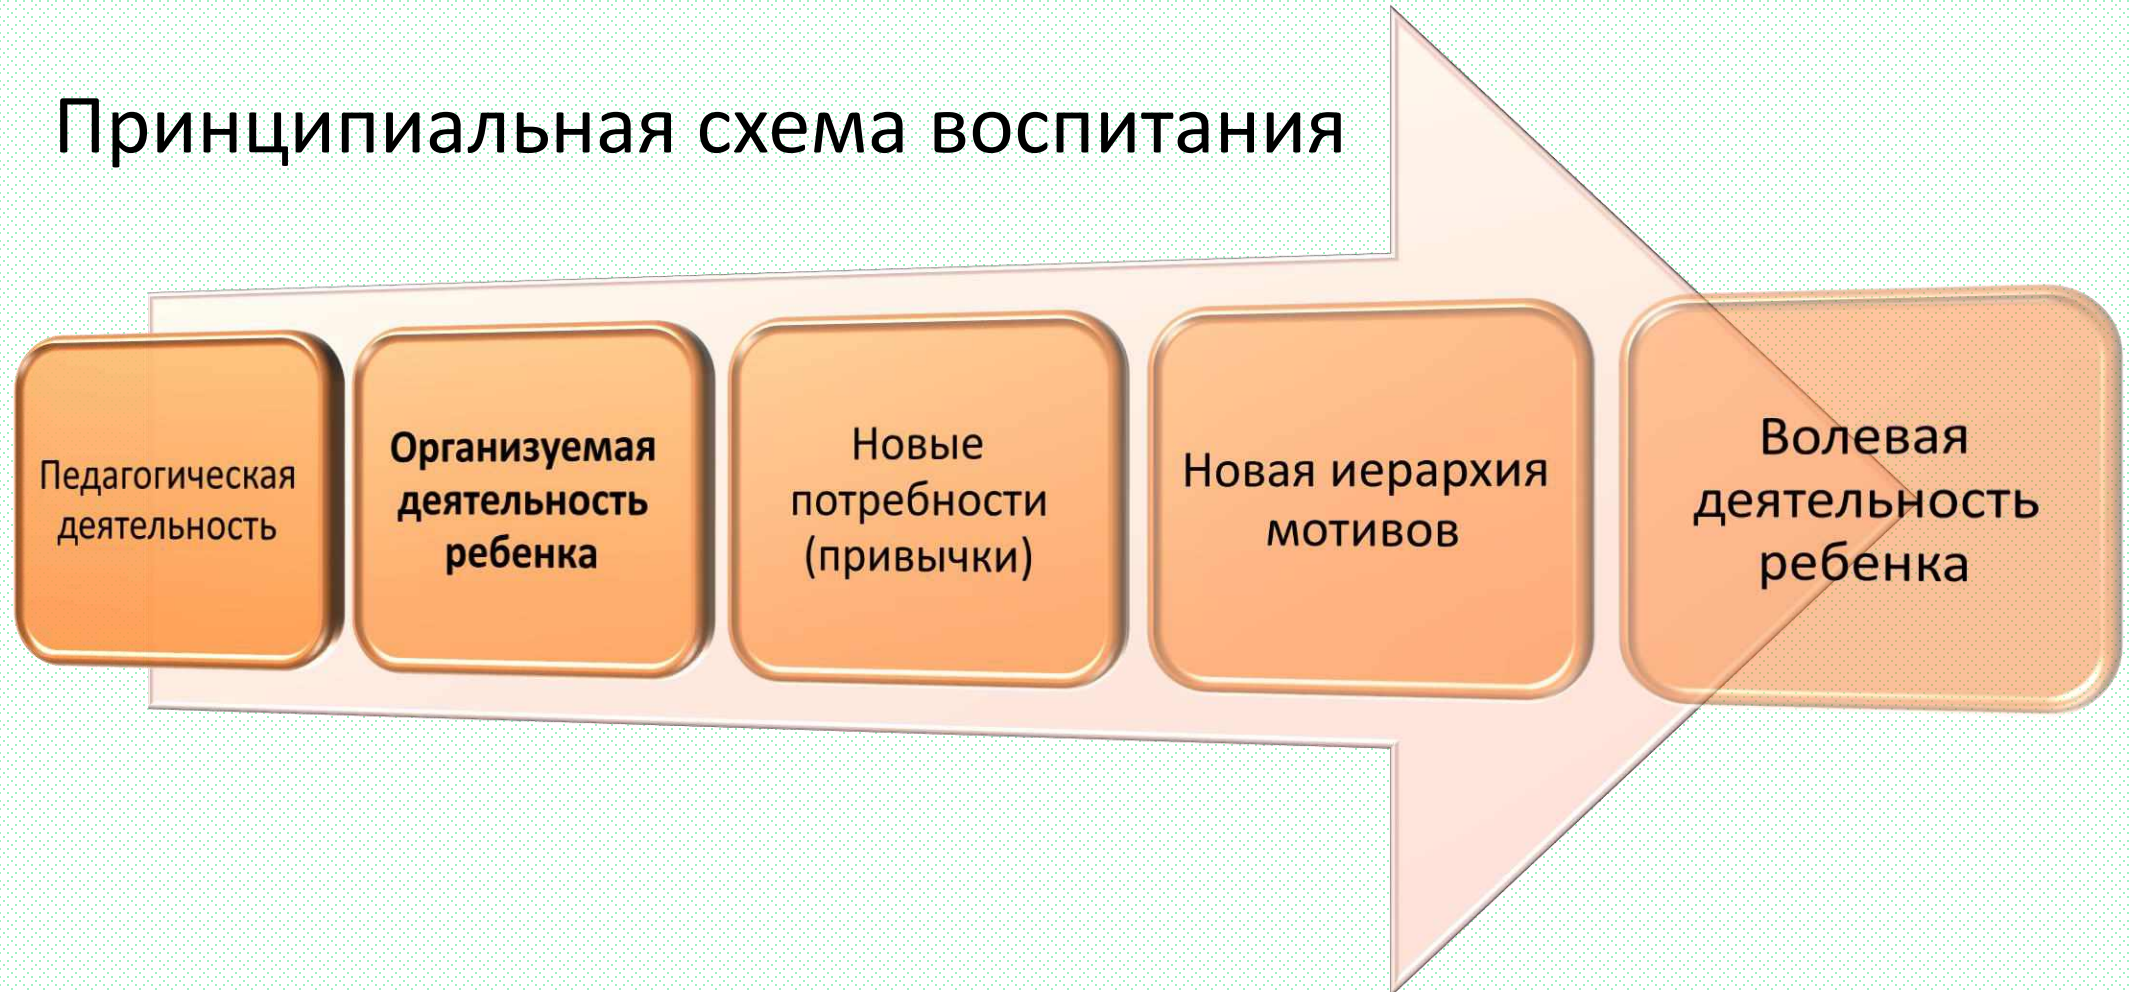 Принципиальная схема воспитания
Педагогическая
деятельность
Организуемая
деятельность
ребенка
Новые
потребности
(привычки)
Новая иерархия
мотивов
Волевая
деятельность
ребенка